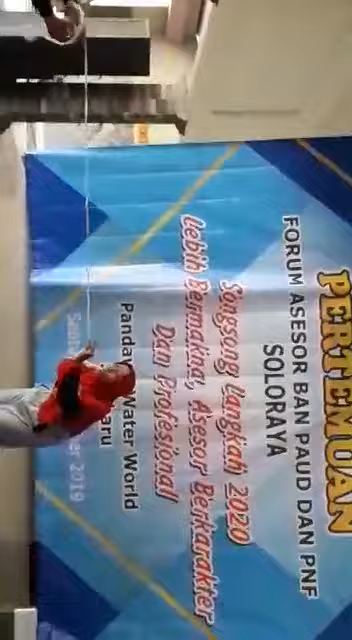 PERTEMUAN
FORUM ASESOR BAN PAUD DAN PNF
SOLORAYA
Songsong Langkah 2020
Lebih Bermakna, Asesor Berkarakter
Dan Profesional
Water World
2019